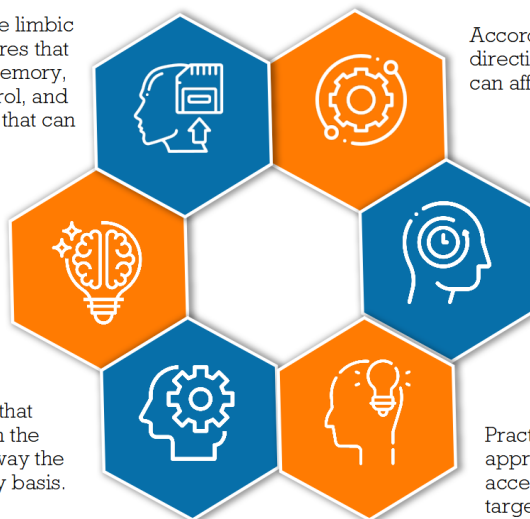 e limbic
res that
emory,
rol, and
that can
Accor
directi
can aff
that
n the
way the
y basis.
Pract
appr
acce
targe